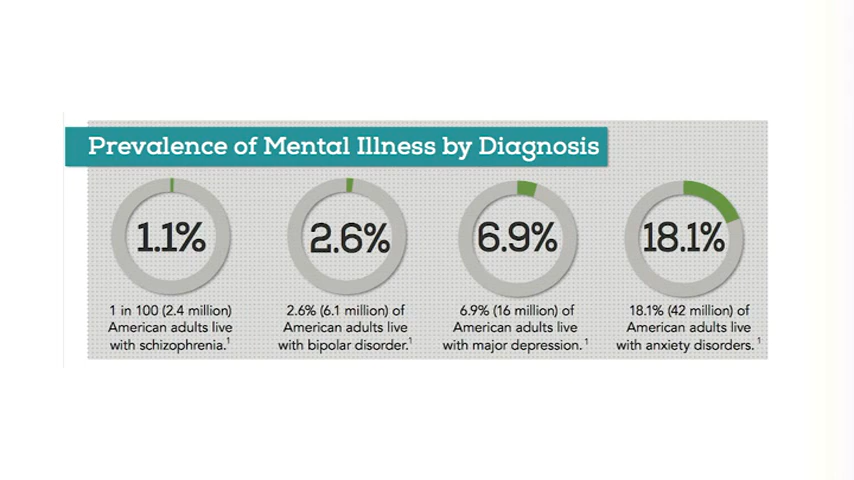 Prevalence of Mental Illness by Diagnosis
1.1%
1 in 100 (2.4 million)
American adults live
with schizophrenia.1
2.6%
2.6% (6.1 million) of
American adults live
with bipolar disorder.1
6.9%
6.9% (16 million) of
American adults live
with major depression. 1
18.1%
18.1% (42 million) of
American adults live
with anxiety disorders. 1